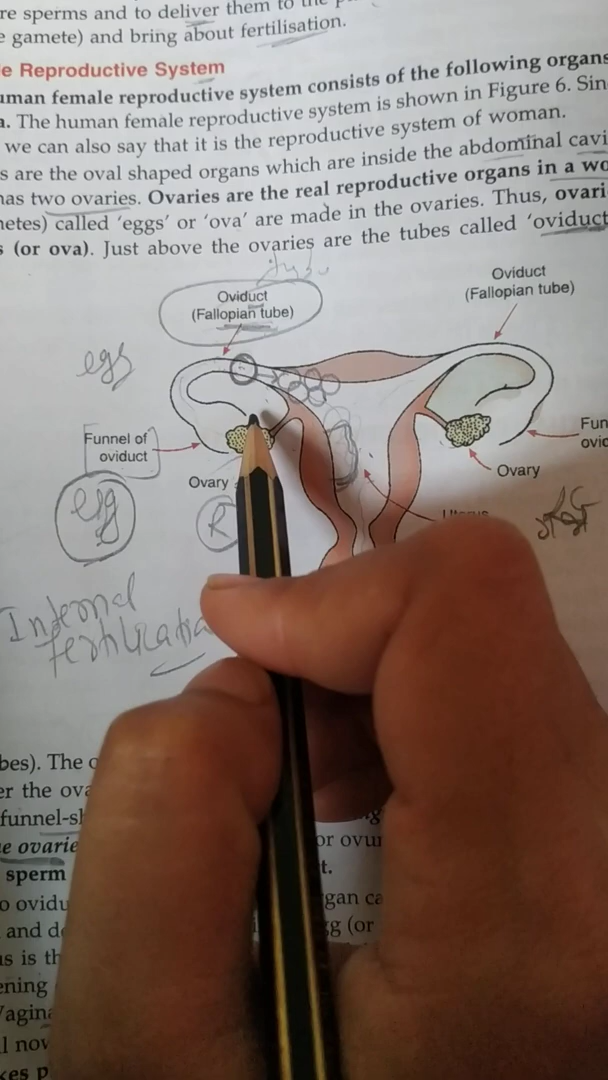 re sperms and to deliver them to the
e gamete) and bring about fertilisation.
e Reproductive System
uman female reproductive system consists of the following organs
a. The human female reproductive system is shown in Figure 6. Sin
we can also say that it is the reproductive system of woman.
s are the oval shaped organs which are inside the abdominal cavi
has two ovaries. Ovaries are the real reproductive organs in a wo
netes) called 'eggs' or 'ova' are made in the ovaries. Thus, ovari
s (or ova). Just above the ovaries are the tubes called 'oviduct
Oviduct
(Fallopian tube)
Oviduct
(Fallopian tube)
Funnel of
oviduct
Fun
ovid
Ovary
Ovary
Uterus
egg
R
Internal
fertilization
bes). The
er the ova
funnel-s
e ovarie
or ovu
sperm
t.
o ovidu
gan ca
and d
g (or
s is th
ening
Vagina
l nov
kes p